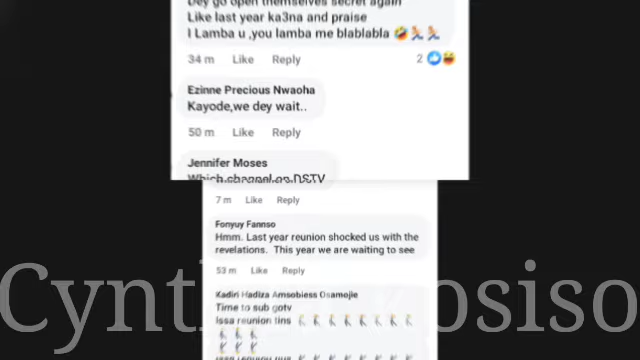 Dey go open themselves secret again
Like last year ka3na and praise
I Lamba u ,you lamba me blablabla 🤣🏃🏃
34 m Like Reply 2
Ezinne Precious Nwaoha
Kayode,we dey wait..
50 m Like Reply
Jennifer Moses
Which channel on DSTV
7 m Like Reply
Fonyuy Fannso
Hmm. Last year reunion shocked us with the
revelations. This year we are waiting to see
53 m Like Reply
Kadiri Hadiza Amsobiess Osamojie
Time to sub gotv
Issa reunion tins